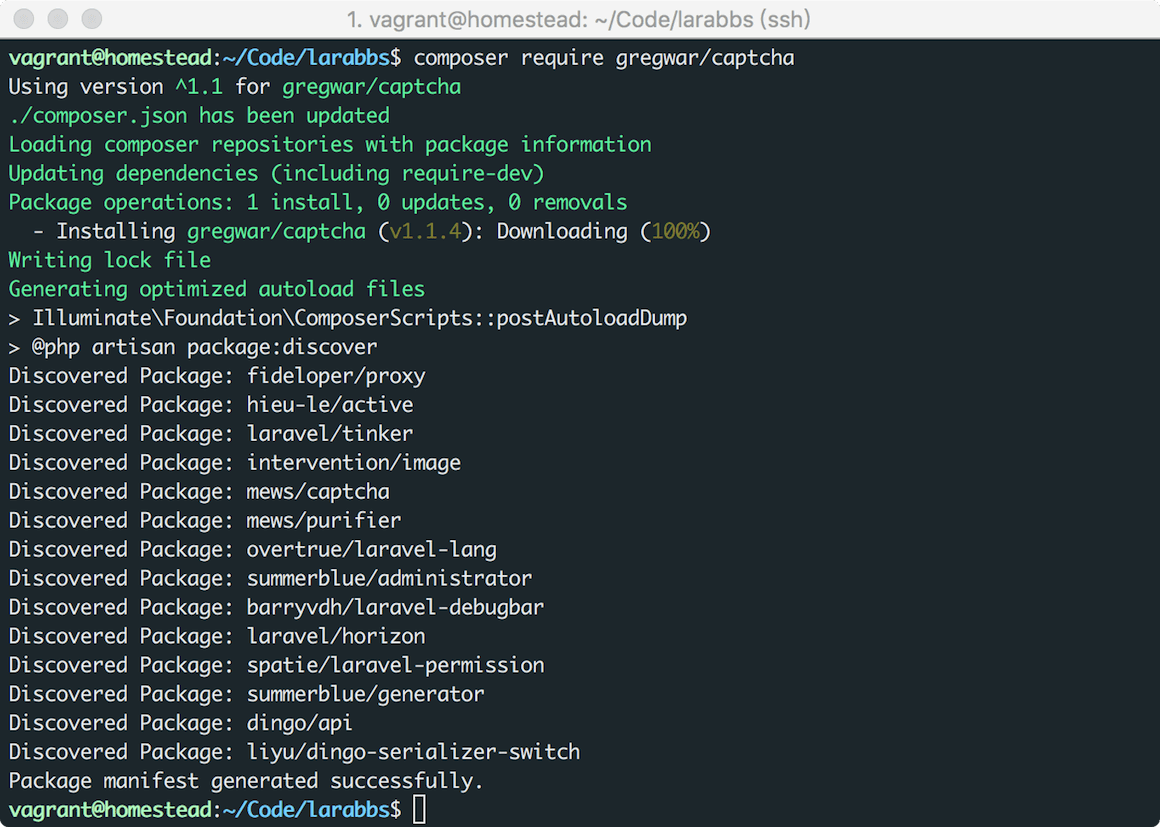 1. vagrant@homestead: ~/Code/larabbs (ssh)
vagrant@homestead:~/Code/larabbs$ composer require gregwar/captcha
Using version ^1.1 for gregwar/captcha
./composer.json has been updated
Loading composer repositories with package information
Updating dependencies (including require-dev)
Package operations: 1 install, 0 updates, 0 removals
  - Installing gregwar/captcha (v1.1.4): Downloading (100%)
Writing lock file
Generating optimized autoload files
> Illuminate\Foundation\ComposerScripts::postAutoloadDump
> @php artisan package:discover
Discovered Package: fideloper/proxy
Discovered Package: hieu-le/active
Discovered Package: laravel/tinker
Discovered Package: intervention/image
Discovered Package: mews/captcha
Discovered Package: mews/purifier
Discovered Package: overtrue/laravel-lang
Discovered Package: summerblue/administrator
Discovered Package: barryvdh/laravel-debugbar
Discovered Package: laravel/horizon
Discovered Package: spatie/laravel-permission
Discovered Package: summerblue/generator
Discovered Package: dingo/api
Discovered Package: liyu/dingo-serializer-switch
Package manifest generated successfully.
vagrant@homestead:~/Code/larabbs$